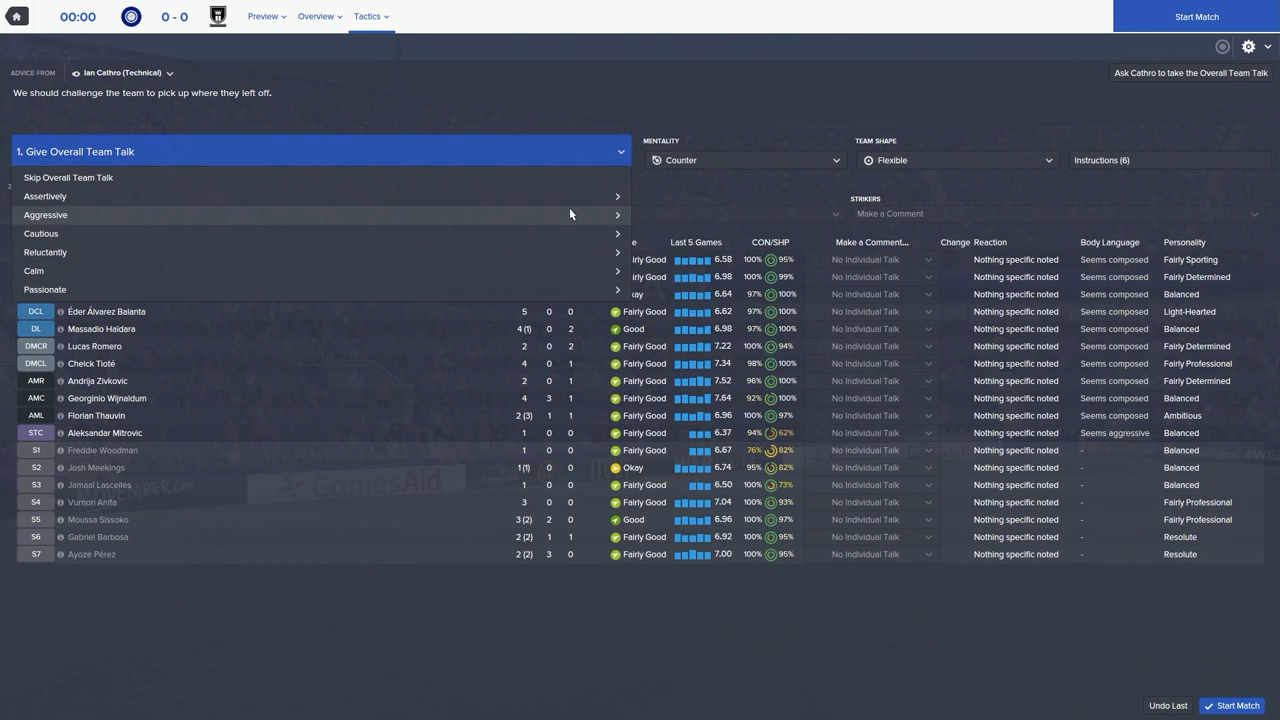 00:00 0 - 0 Preview Overview Tactics Start Match
ADVICE FROM Ian Cathro (Technical) Ask Cathro to take the Overall Team Talk
We should challenge the team to pick up where they left off.
1. Give Overall Team Talk
MENTALITY TEAM SHAPE
Counter Flexible Instructions (6)
Skip Overall Team Talk
Assertively
Aggressive
Cautious
Reluctantly
Calm
Passionate
STRIKERS
Make a Comment
Last 5 Games CON/SHP Make a Comment... Change Reaction Body Language Personality
irly Good 6.58 100% 95% No Individual Talk Nothing specific noted Seems composed Fairly Sporting
irly Good 6.98 100% 99% No Individual Talk Nothing specific noted Seems composed Fairly Determined
kay 6.64 97% 100% No Individual Talk Nothing specific noted Seems composed Balanced
DCL Éder Álvarez Balanta 5 0 0 Fairly Good 6.62 97% 100% No Individual Talk Nothing specific noted Seems composed Light-Hearted
DL Massadio Haïdara 4 (1) 0 2 Good 6.98 97% 100% No Individual Talk Nothing specific noted Seems composed Balanced
DMCR Lucas Romero 2 0 2 Fairly Good 7.22 100% 94% No Individual Talk Nothing specific noted Seems composed Fairly Determined
DMCL Cheick Tioté 4 0 1 Fairly Good 7.34 98% 100% No Individual Talk Nothing specific noted Seems composed Fairly Professional
AMR Andrija Zivkovic 2 0 1 Fairly Good 7.52 96% 100% No Individual Talk Nothing specific noted Seems composed Fairly Determined
AMC Georginio Wijnaldum 4 3 1 Fairly Good 7.64 92% 100% No Individual Talk Nothing specific noted Seems composed Balanced
AML Florian Thauvin 2 (3) 1 1 Fairly Good 6.96 100% 97% No Individual Talk Nothing specific noted Seems composed Ambitious
STC Aleksandar Mitrovic 1 0 0 Fairly Good 6.37 94% 62% No Individual Talk Nothing specific noted Seems aggressive Balanced
S1 Freddie Woodman Fairly Good 6.67 76% 82% No Individual Talk Nothing specific noted - Balanced
S2 Josh Meekings 1 (1) 0 0 Okay 6.74 95% 82% No Individual Talk Nothing specific noted - Balanced
S3 Jamaal Lascelles 1 0 0 Fairly Good 6.50 100% 73% No Individual Talk Nothing specific noted - Balanced
S4 Vurnon Anita 3 0 0 Fairly Good 7.04 100% 93% No Individual Talk Nothing specific noted - Fairly Professional
S5 Moussa Sissoko 3 (2) 2 0 Good 6.96 100% 97% No Individual Talk Nothing specific noted - Fairly Professional
S6 Gabriel Barbosa 2 (2) 1 1 Fairly Good 6.92 100% 95% No Individual Talk Nothing specific noted - Resolute
S7 Ayoze Pérez 2 (2) 3 0 Fairly Good 7.00 100% 95% No Individual Talk Nothing specific noted - Resolute
GamesAid
Undo Last Start Match